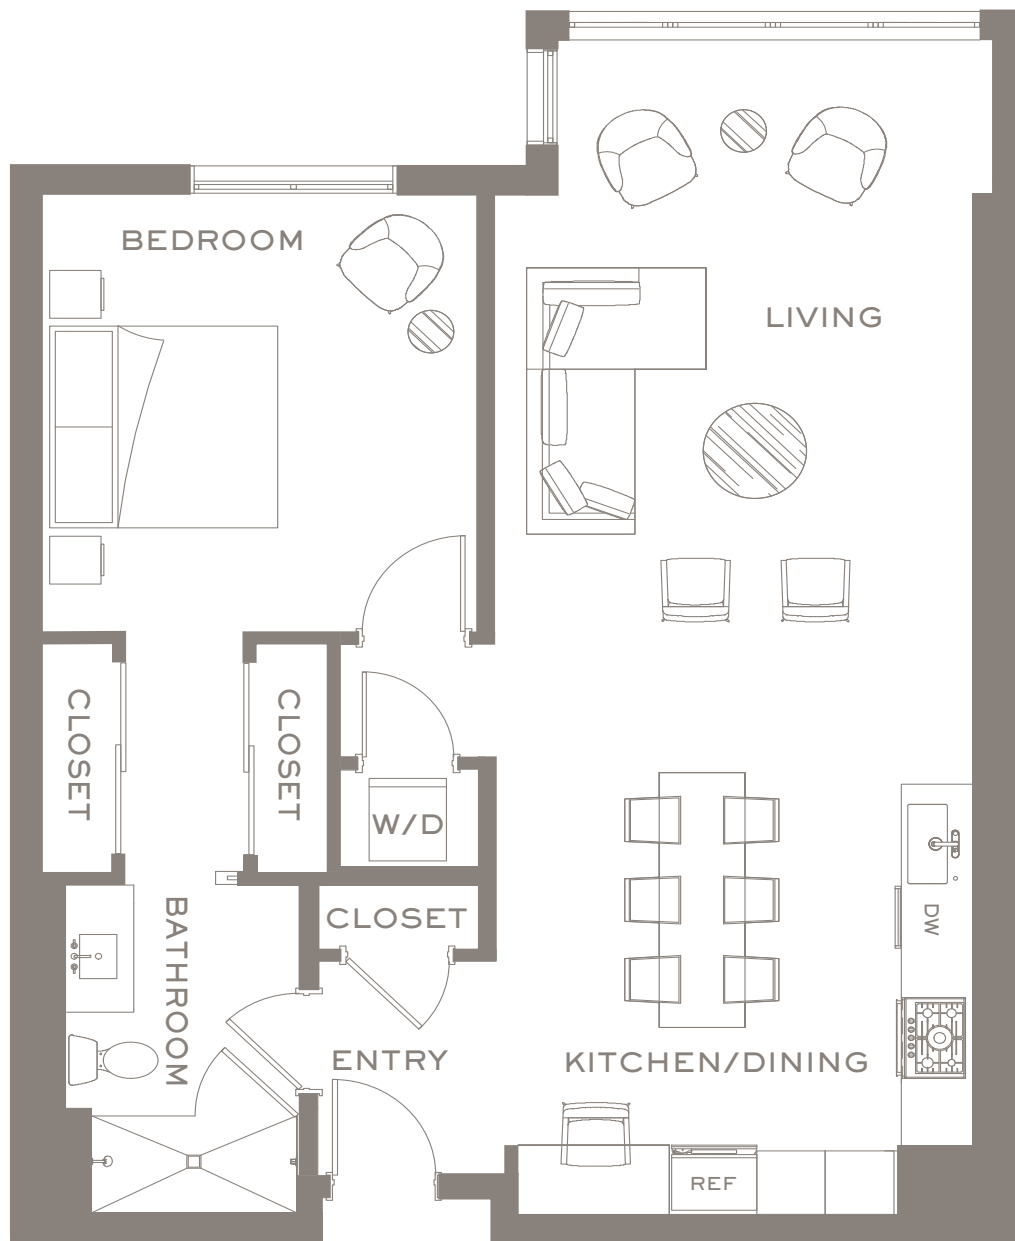 BEDROOM
LIVING
CLOSET
CLOSET
W/D
CLOSET
BATHROOM
DW
ENTRY
KITCHEN/DINING
REF